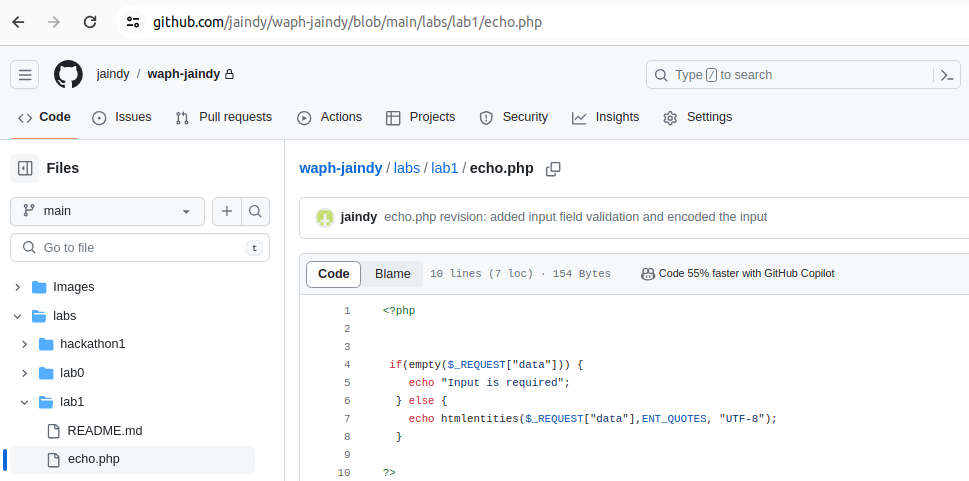 github.com/jaindy/waph-jaindy/blob/main/labs/lab1/echo.php
jaindy / waph-jaindy
Type / to search
Code Issues Pull requests Actions Projects Security Insights Settings
Files
main
Go to file t
Images
labs
hackathon1
lab0
lab1
README.md
echo.php
waph-jaindy / labs / lab1 / echo.php
jaindy echo.php revision: added input field validation and encoded the input
Code Blame 10 lines (7 loc) · 154 Bytes Code 55% faster with GitHub Copilot
1 <?php
2
3
4 if(empty($_REQUEST["data"])) {
5 echo "Input is required";
6 } else {
7 echo htmlentities($_REQUEST["data"],ENT_QUOTES, "UTF-8");
8 }
9
10 ?>